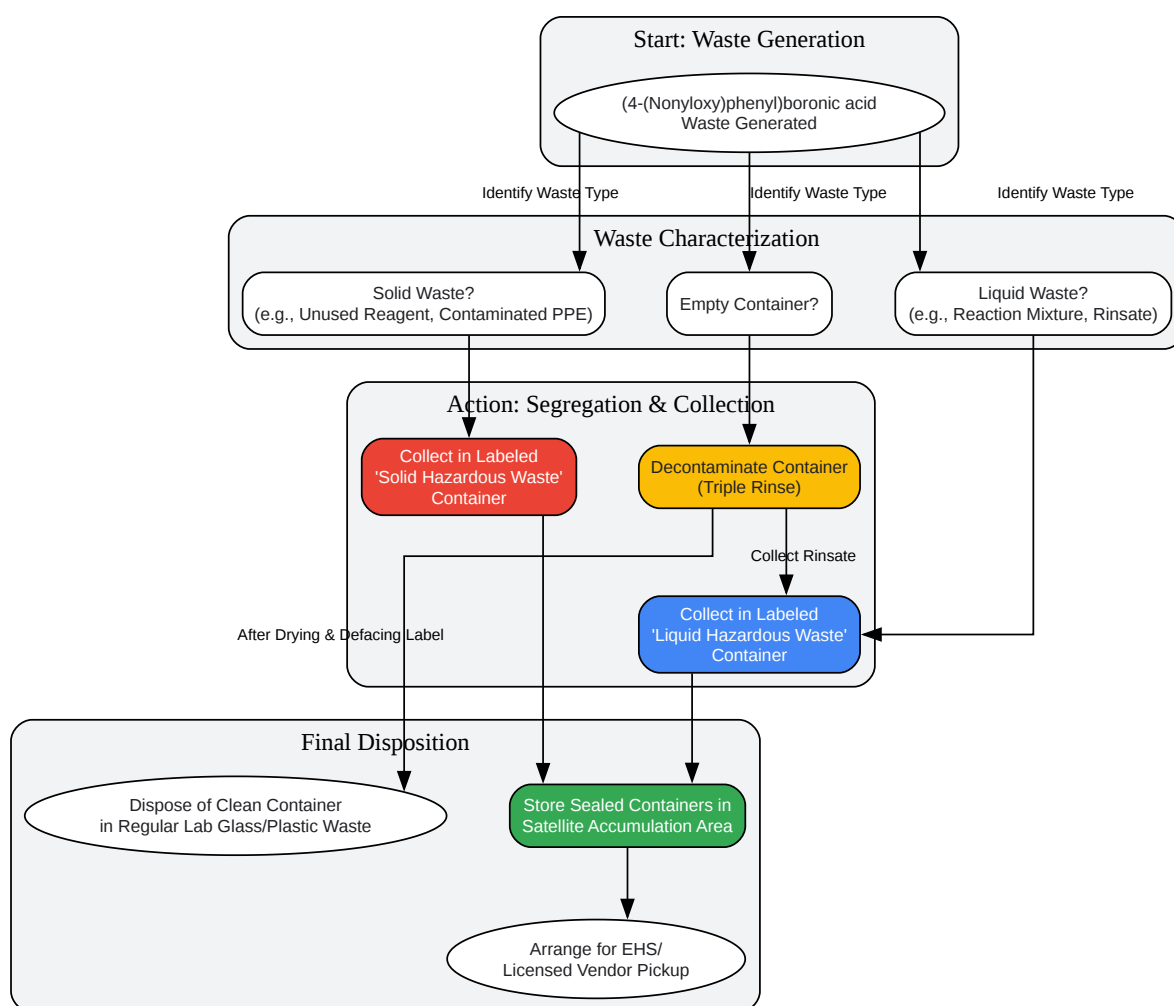 Start: Waste Generation
(4-(Nonyloxy)phenyl)boronic acid
Waste Generated
Identify Waste Type
Identify Waste Type
Identify Waste Type
Waste Characterization
Solid Waste?
(e.g., Unused Reagent, Contaminated PPE)
Empty Container?
Liquid Waste?
(e.g., Reaction Mixture, Rinsate)
Action: Segregation & Collection
Collect in Labeled
'Solid Hazardous Waste'
Container
Decontaminate Container
(Triple Rinse)
Collect Rinsate
Collect in Labeled
'Liquid Hazardous Waste'
Container
After Drying & Defacing Label
Final Disposition
Dispose of Clean Container
in Regular Lab Glass/Plastic Waste
Store Sealed Containers in
Satellite Accumulation Area
Arrange for EHS/
Licensed Vendor Pickup